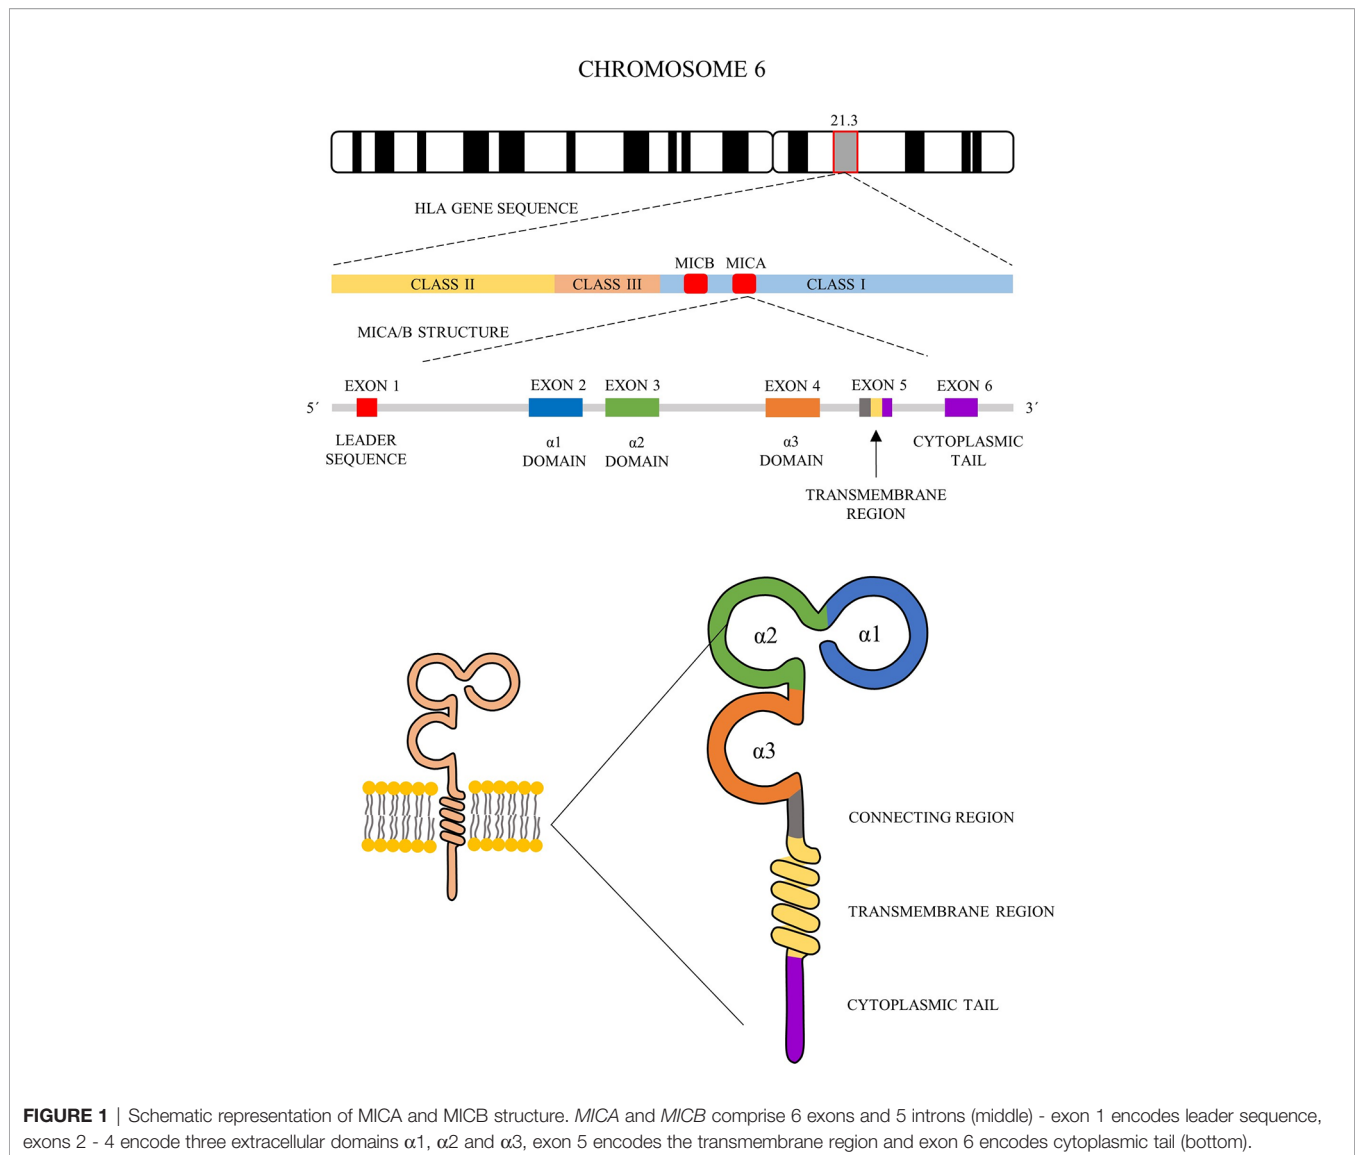 CHROMOSOME 6
21.3
HLA GENE SEQUENCE
MICB MICA
CLASS II CLASS III CLASS I
MICA/B STRUCTURE
EXON 1 EXON 2 EXON 3 EXON 4 EXON 5 EXON 6
5´ 3´
LEADER
SEQUENCE
α1
DOMAIN
α2
DOMAIN
α3
DOMAIN
CYTOPLASMIC
TAIL
TRANSMEMBRANE
REGION
α2 α1
α3
CONNECTING REGION
TRANSMEMBRANE REGION
CYTOPLASMIC TAIL
FIGURE 1 | Schematic representation of MICA and MICB structure. MICA and MICB comprise 6 exons and 5 introns (middle) - exon 1 encodes leader sequence,
exons 2 - 4 encode three extracellular domains α1, α2 and α3, exon 5 encodes the transmembrane region and exon 6 encodes cytoplasmic tail (bottom).